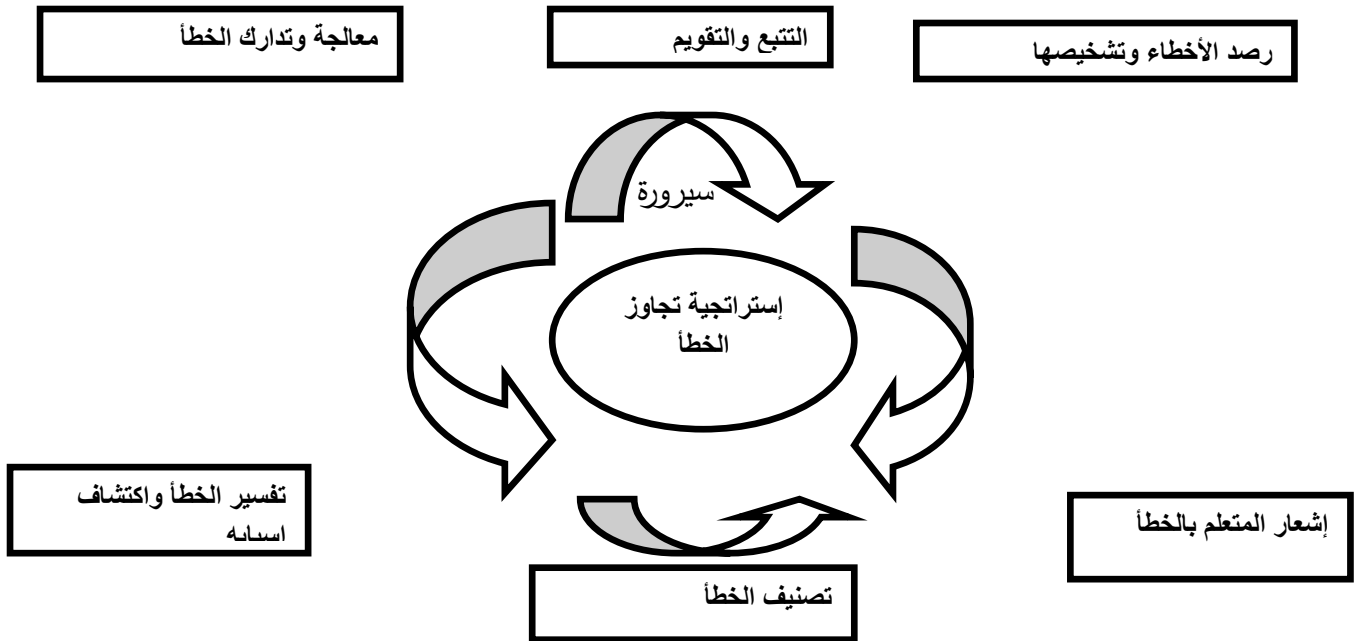 رصد الأخطاء وتشخيصها
التتبع والتقويم
معالجة وتدارك الخطأ
سيرورة
إستراتجية تجاوز
الخطأ
إشعار المتعلم بالخطأ
تفسير الخطأ واكتشاف
اسبابه
تصنيف الخطأ